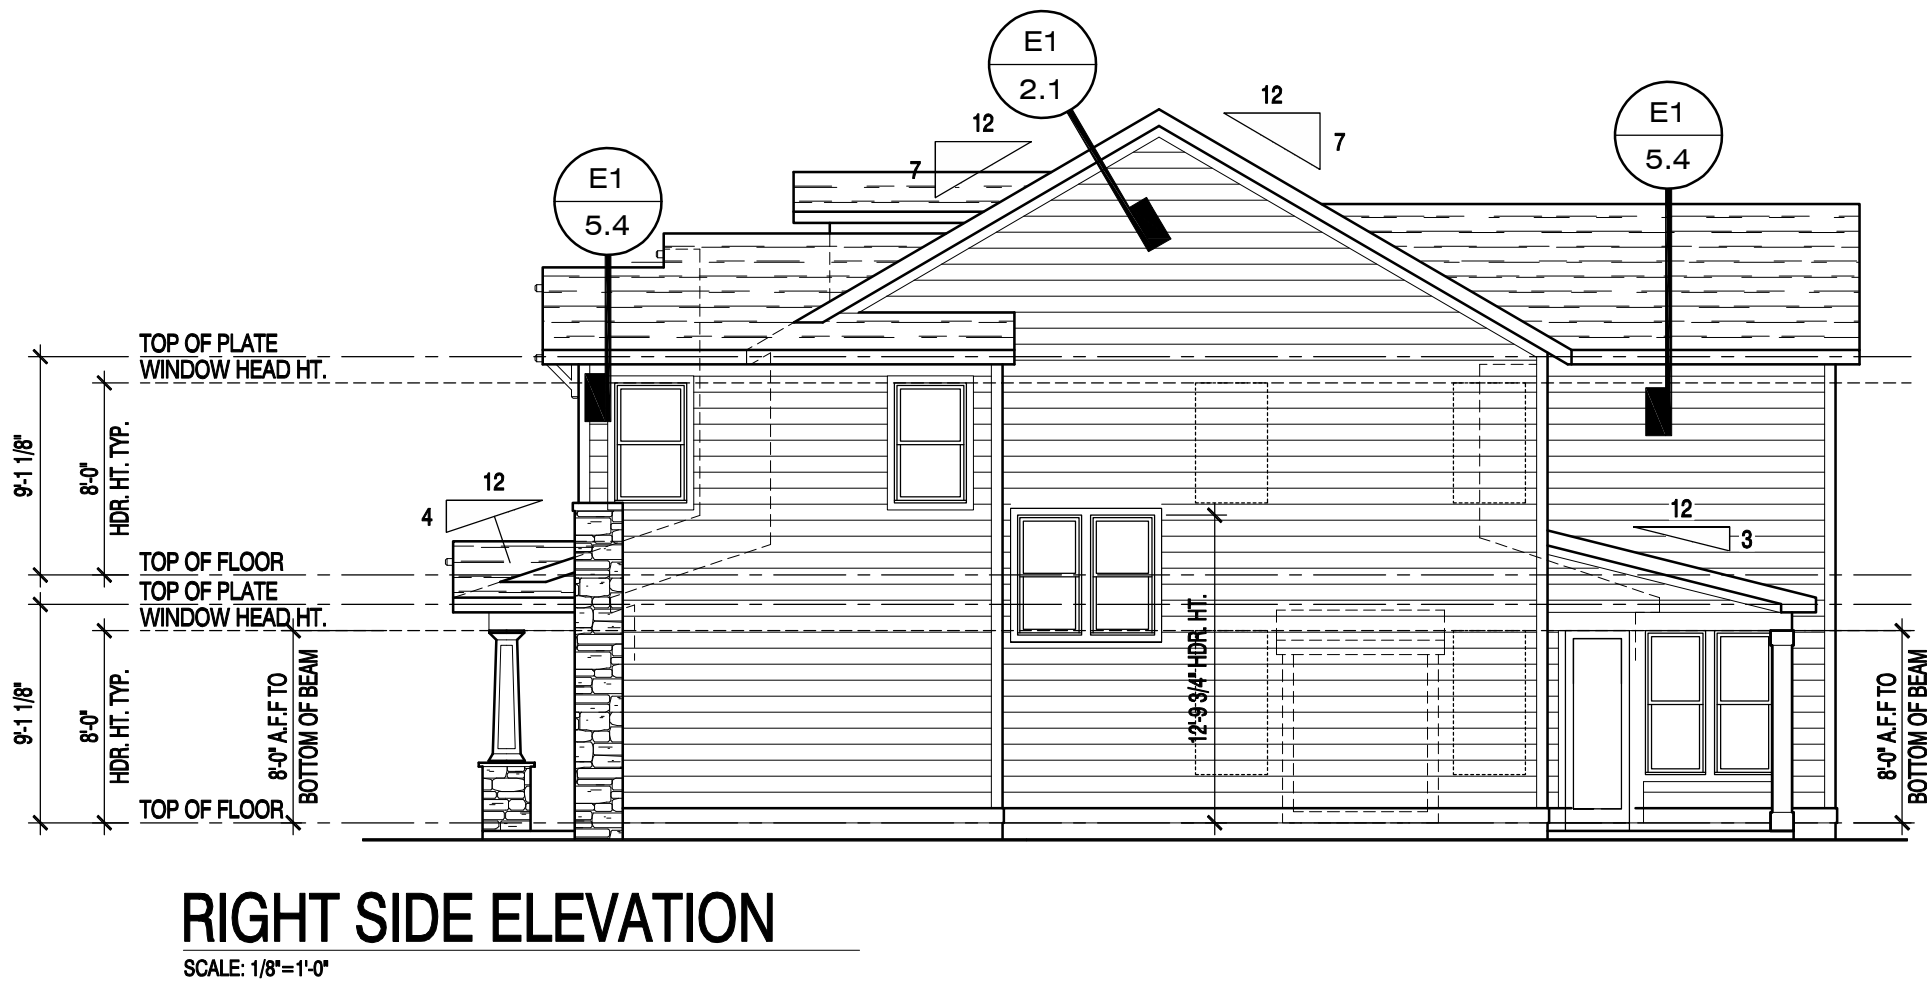 E1
2.1
12
7
E1
5.4
12
7
E1
5.4
TOP OF PLATE
WINDOW HEAD HT.
9'-1 1/8"
8'-0"
HDR. HT. TYP.
12
4
12
3
TOP OF FLOOR
TOP OF PLATE
WINDOW HEAD HT.
9'-1 1/8"
8'-0"
HDR. HT. TYP.
8'-0" A.F.F TO
BOTTOM OF BEAM
12'-9 3/4" HDR. HT.
8'-0" A.F.F TO
BOTTOM OF BEAM
TOP OF FLOOR
RIGHT SIDE ELEVATION
SCALE: 1/8"=1'-0"